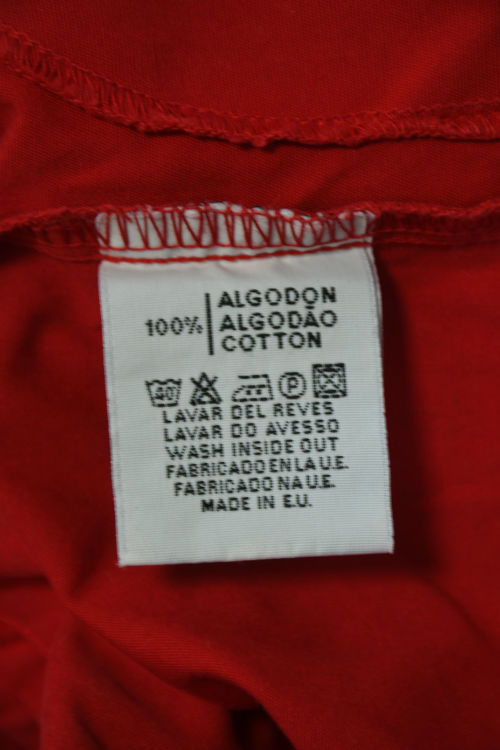 100% ALGODON
ALGODÃO
COTTON
40 P
LAVAR DEL REVES
LAVAR DO AVESSO
WASH INSIDE OUT
FABRICADO EN LA U.E.
FABRICADO NA U.E.
MADE IN E.U.